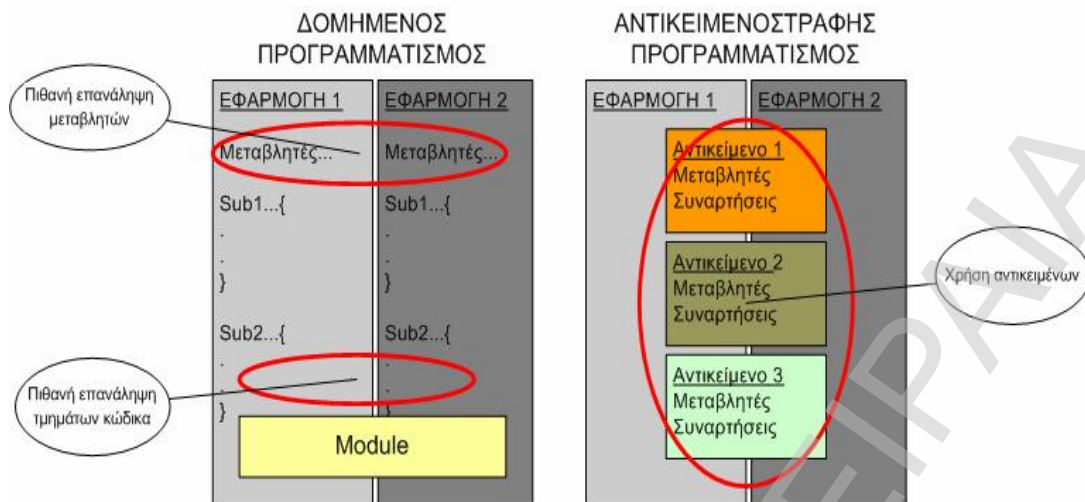 ΔΟΜΗΜΕΝΟΣ
ΠΡΟΓΡΑΜΜΑΤΙΣΜΟΣ
Πιθανή επανάληψη
μεταβλητών
ΕΦΑΡΜΟΓΗ 1
ΕΦΑΡΜΟΓΗ 2
Μεταβλητές...
Μεταβλητές...
Sub1...{
Sub1...{
.
.
.
.
}
}
Sub2...{
Sub2...{
.
.
.
.
}
}
Πιθανή επανάληψη
τμημάτων κώδικα
Module
ΑΝΤΙΚΕΙΜΕΝΟΣΤΡΑΦΗΣ
ΠΡΟΓΡΑΜΜΑΤΙΣΜΟΣ
ΕΦΑΡΜΟΓΗ 1
ΕΦΑΡΜΟΓΗ 2
Αντικείμενο 1
Μεταβλητές
Συναρτήσεις
Αντικείμενο 2
Μεταβλητές
Συναρτήσεις
Αντικείμενο 3
Μεταβλητές
Συναρτήσεις
Χρήση αντικειμένων